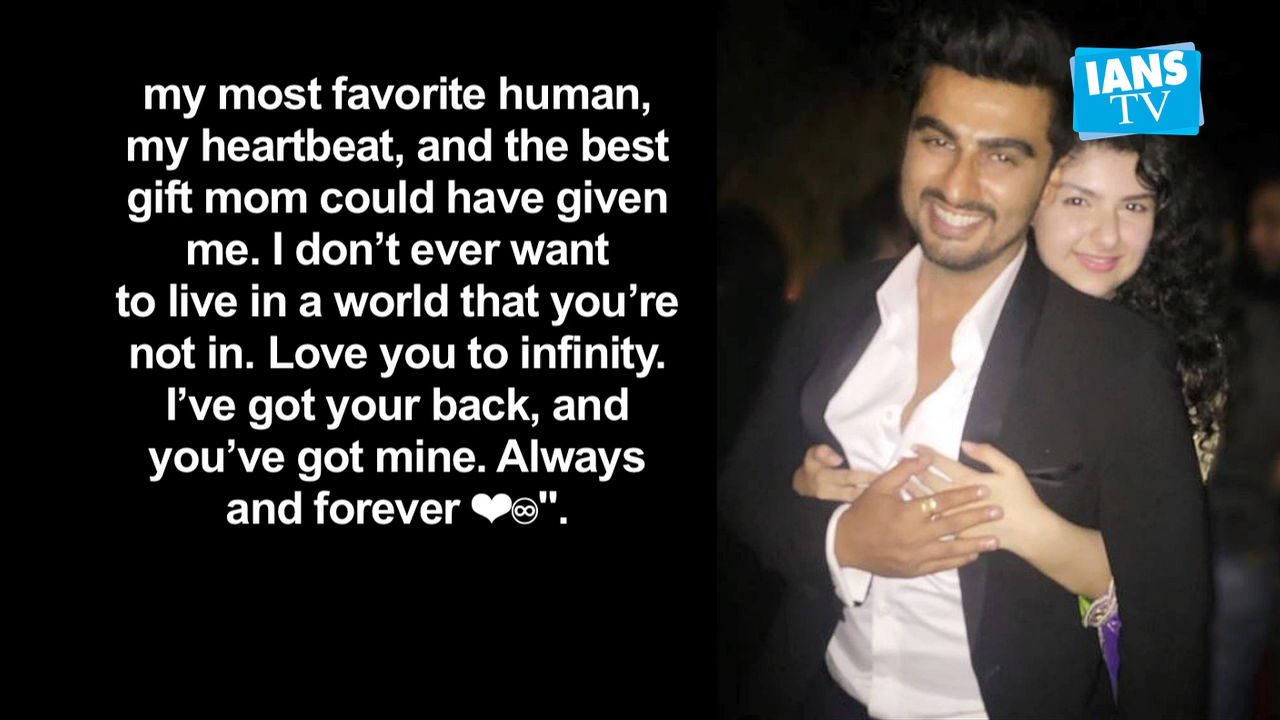 my most favorite human,
my heartbeat, and the best
gift mom could have given
me. I don’t ever want
to live in a world that you’re
not in. Love you to infinity.
I’ve got your back, and
you’ve got mine. Always
and forever ❤♾".
IANS
TV